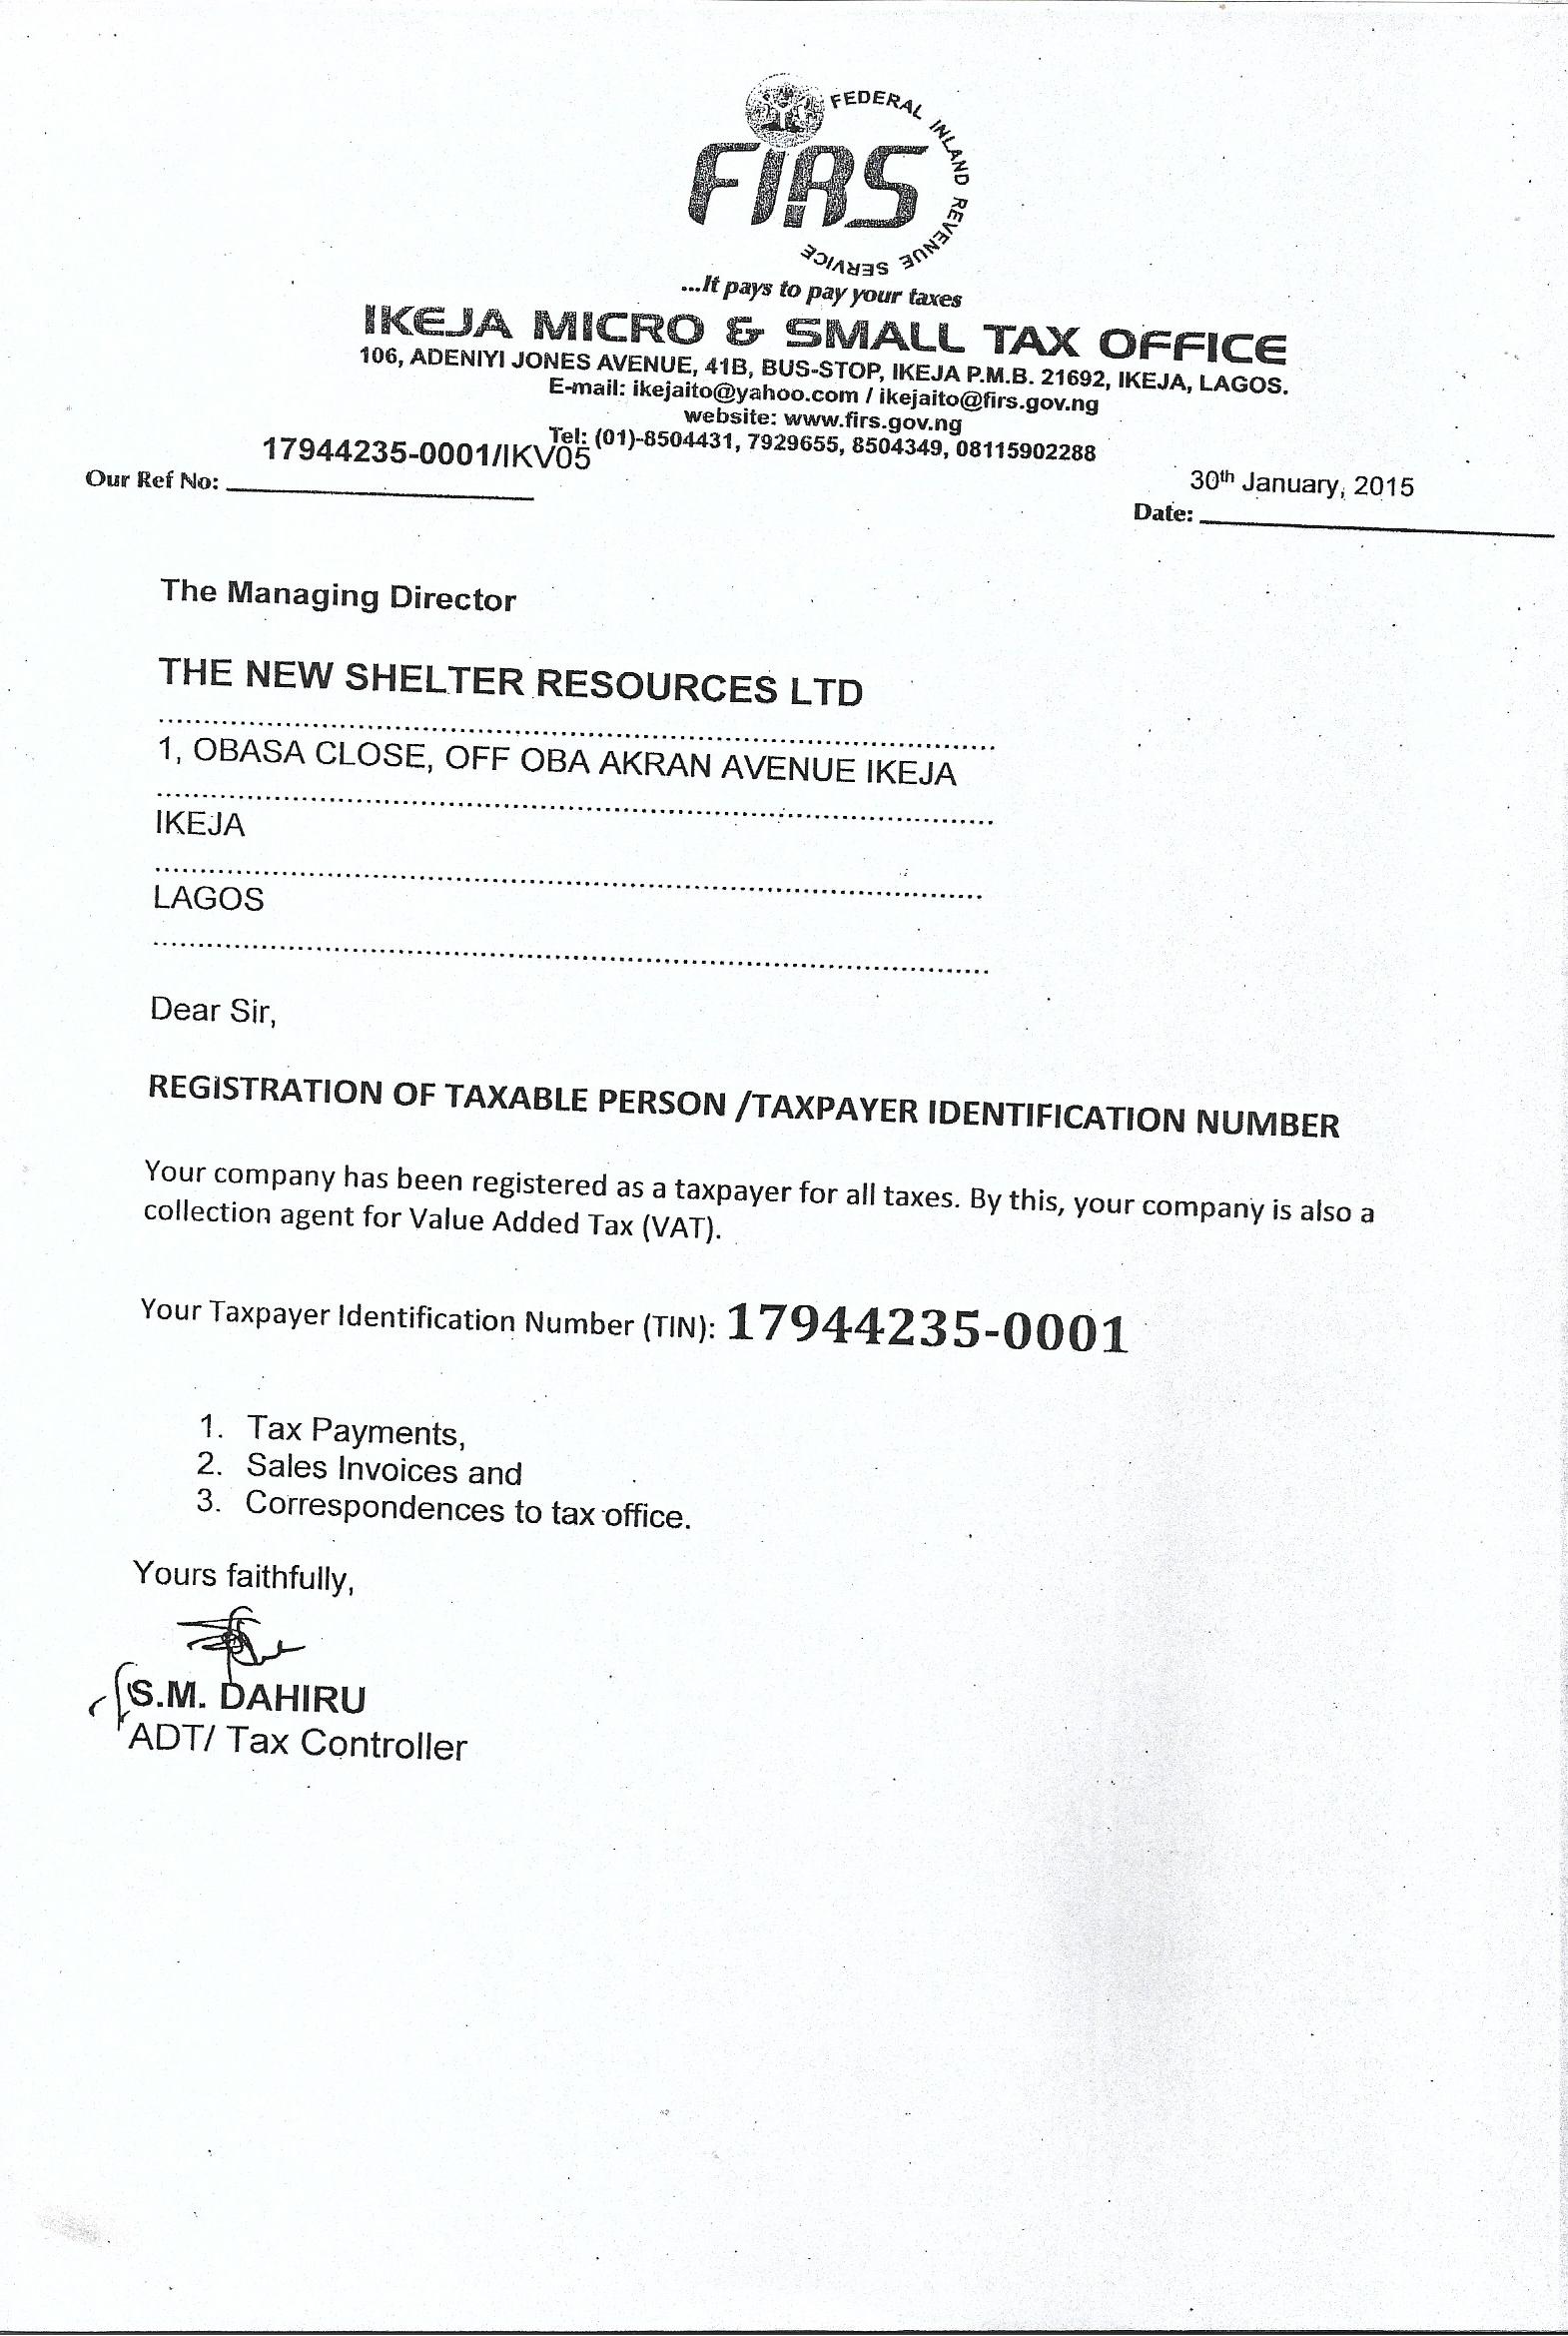 FEDERAL INLAND REVENUE SERVICE
FIRS
...It pays to pay your taxes
IKEJA MICRO & SMALL TAX OFFICE
106, ADENIYI JONES AVENUE, 41B, BUS-STOP, IKEJA P.M.B. 21692, IKEJA, LAGOS.
E-mail: ikejaito@yahoo.com / ikejaito@firs.gov.ng
website: www.firs.gov.ng
Tel: (01)-8504431, 7929655, 8504349, 08115902288
17944235-0001/IKV05
Our Ref No:
30th January, 2015
Date:
The Managing Director
THE NEW SHELTER RESOURCES LTD
1, OBASA CLOSE, OFF OBA AKRAN AVENUE IKEJA
IKEJA
LAGOS
Dear Sir,
REGISTRATION OF TAXABLE PERSON /TAXPAYER IDENTIFICATION NUMBER
Your company has been registered as a taxpayer for all taxes. By this, your company is also a
collection agent for Value Added Tax (VAT).
Your Taxpayer Identification Number (TIN): 17944235-0001
1. Tax Payments,
2. Sales Invoices and
3. Correspondences to tax office.
Yours faithfully,
S.M. DAHIRU
ADT/ Tax Controller